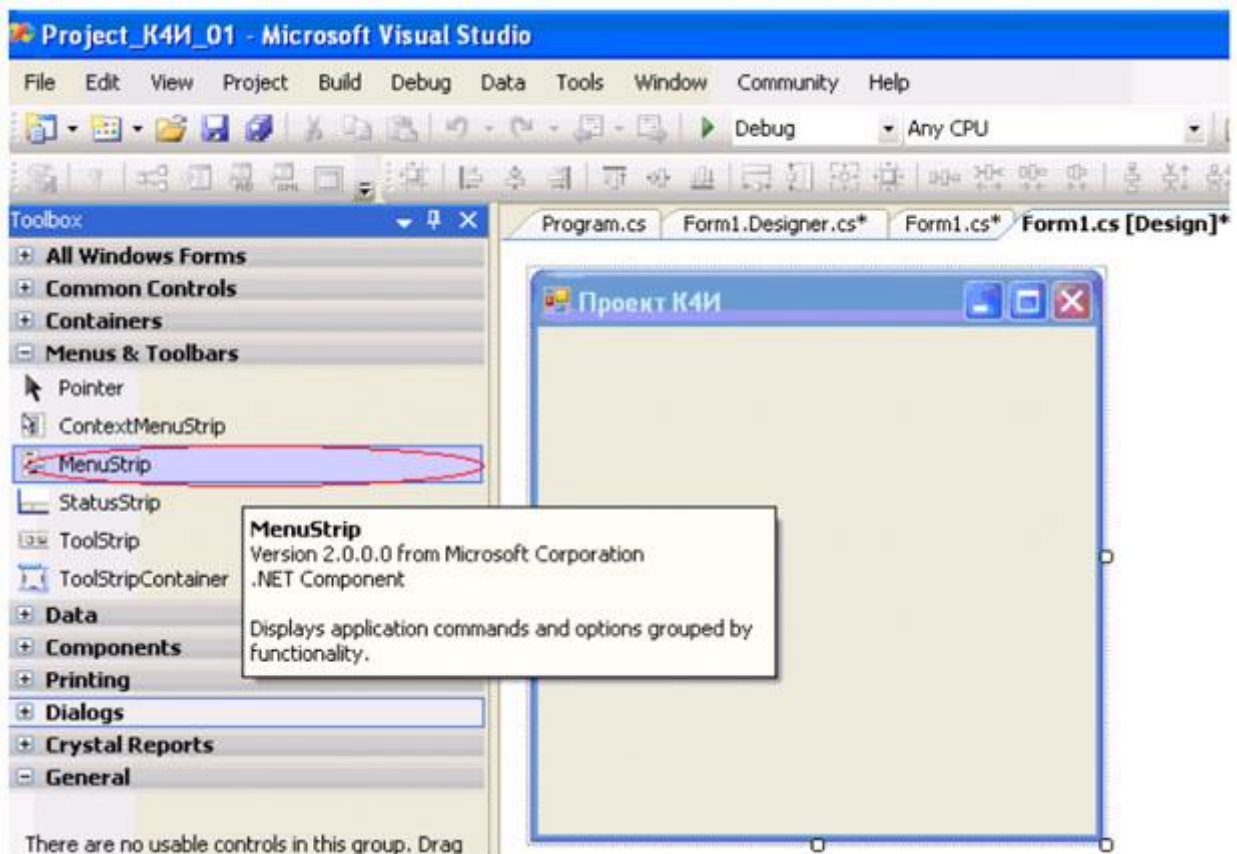 Project_К4И_01 - Microsoft Visual Studio
File Edit View Project Build Debug Data Tools Window Community Help
Debug Any CPU
Toolbox
Program.cs Form1.Designer.cs* Form1.cs* Form1.cs [Design]*
All Windows Forms
Common Controls
Containers
Menus & Toolbars
Pointer
ContextMenuStrip
MenuStrip
StatusStrip
ToolStrip
ToolStripContainer
Data
Components
Printing
Dialogs
Crystal Reports
General
There are no usable controls in this group. Drag
Проект К4И
MenuStrip
Version 2.0.0.0 from Microsoft Corporation
.NET Component
Displays application commands and options grouped by
functionality.